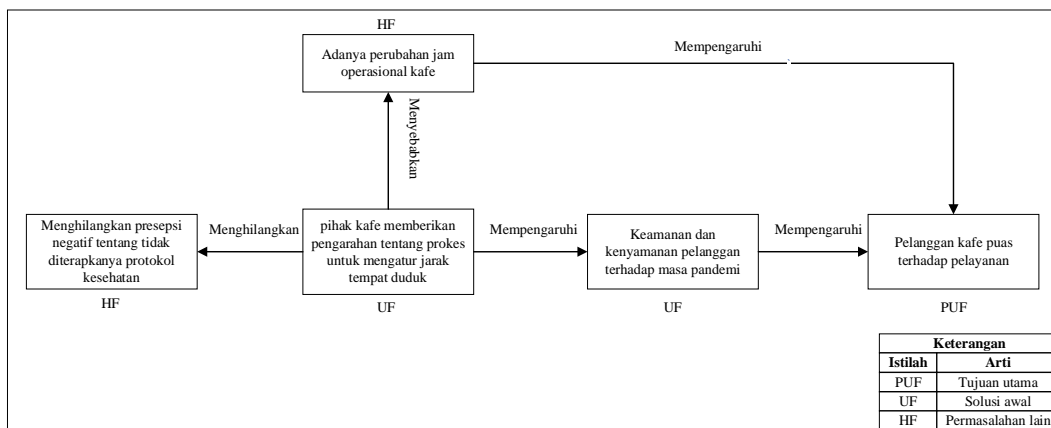 HF
Adanya perubahan jam
operasional kafe
Mempengaruhi
Menyebabkan
Menghilangkan presepsi
negatif tentang tidak
diterapkanya protokol
kesehatan
HF
Menghilangkan
pihak kafe memberikan
pengarahan tentang prokes
untuk mengatur jarak
tempat duduk
UF
Mempengaruhi
Keamanan dan
kenyamanan pelanggan
terhadap masa pandemi
UF
Mempengaruhi
Pelanggan kafe puas
terhadap pelayanan
PUF
Keterangan
Istilah Arti
PUF Tujuan utama
UF Solusi awal
HF Permasalahan lain